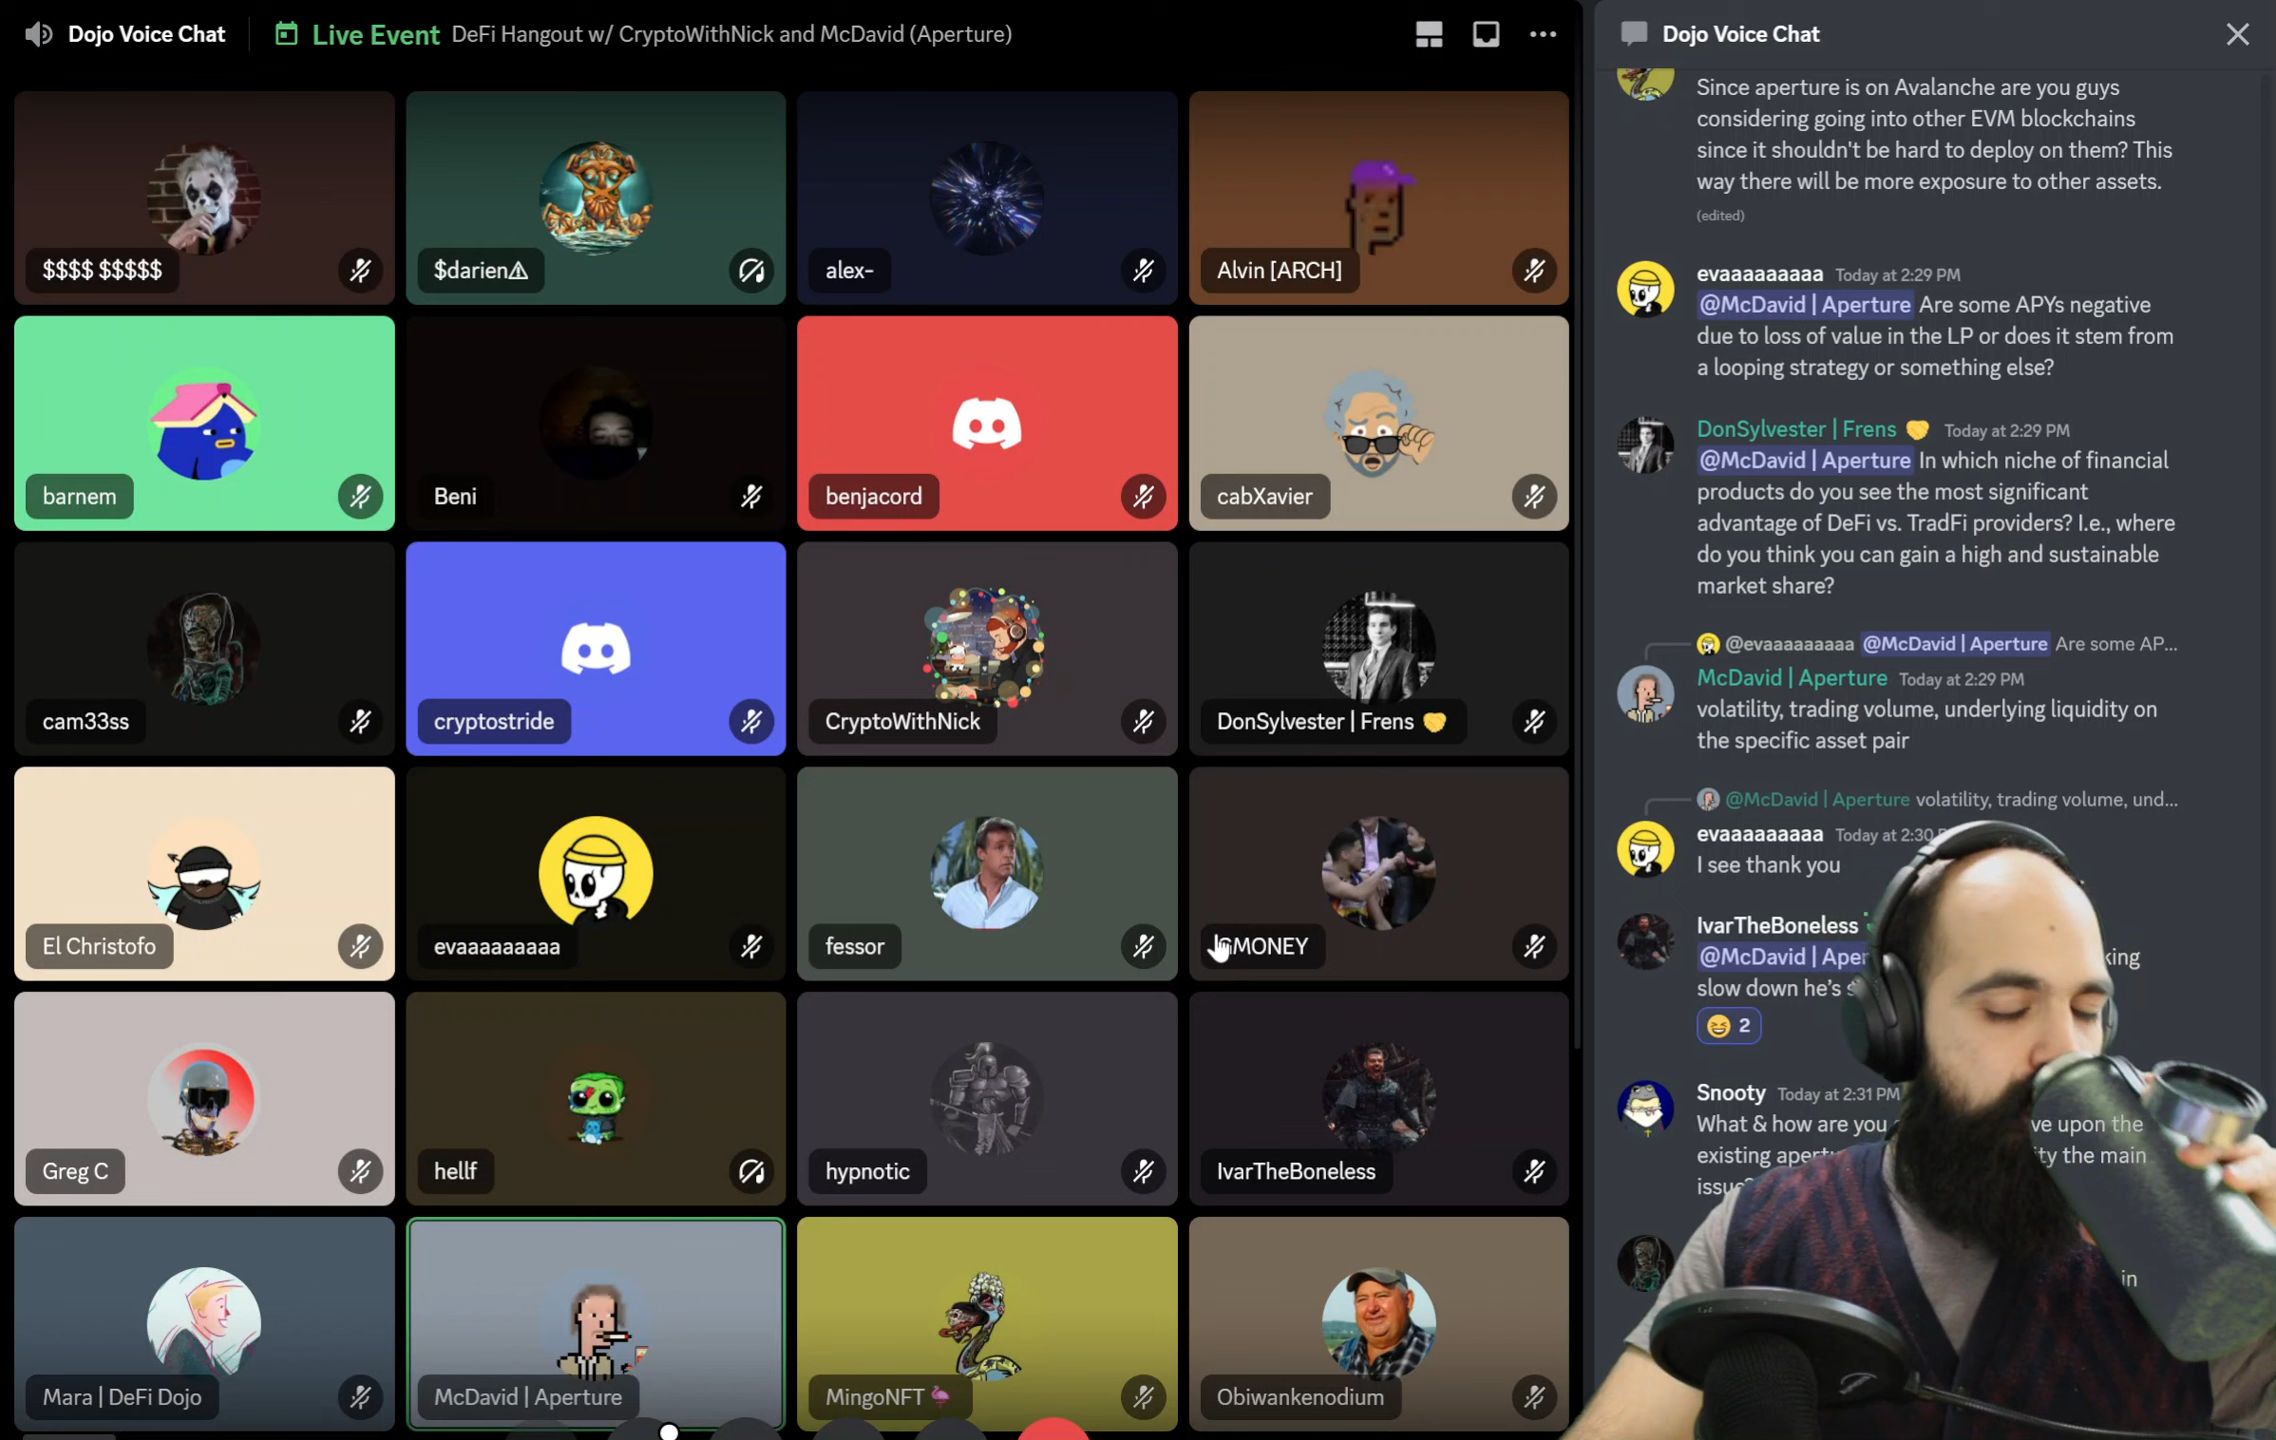 Dojo Voice Chat
Live Event DeFi Hangout w/ CryptoWithNick and McDavid (Aperture)
$$$$ $$$$$
$darien⚠
alex-
Alvin [ARCH]
barnem
Beni
benjacord
cabXavier
cam33ss
cryptostride
CryptoWithNick
DonSylvester | Frens 🤝
El Christofo
evaaaaaaaaa
fessor
MONEY
Greg C
hellf
hypnotic
IvarTheBoneless
Mara | DeFi Dojo
McDavid | Aperture
MingoNFT 🦩
Obiwankenodium
Dojo Voice Chat
Since aperture is on Avalanche are you guys
considering going into other EVM blockchains
since it shouldn't be hard to deploy on them? This
way there will be more exposure to other assets.
(edited)
evaaaaaaaaa Today at 2:29 PM
@McDavid | Aperture Are some APYs negative
due to loss of value in the LP or does it stem from
a looping strategy or something else?
DonSylvester | Frens 🤝 Today at 2:29 PM
@McDavid | Aperture In which niche of financial
products do you see the most significant
advantage of DeFi vs. TradFi providers? I.e., where
do you think you can gain a high and sustainable
market share?
@evaaaaaaaaa @McDavid | Aperture Are some AP...
McDavid | Aperture Today at 2:29 PM
volatility, trading volume, underlying liquidity on
the specific asset pair
@McDavid | Aperture volatility, trading volume, und...
evaaaaaaaaa Today at 2:30
I see thank you
IvarTheBoneless
@McDavid | Aper
slow down he's
😆 2
Snooty Today at 2:31 PM
What & how are you ve upon the
existing the main
in